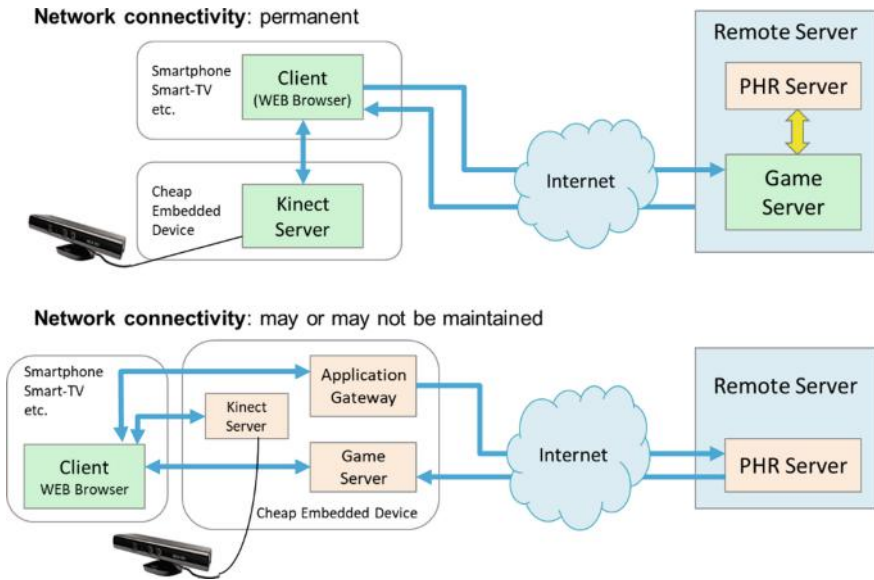 Network connectivity: permanent
Smartphone
Smart-TV
etc.
Client
(WEB Browser)
Cheap
Embedded
Device
Kinect
Server
Internet
Remote Server
PHR Server
Game
Server
Network connectivity: may or may not be maintained
Smartphone
Smart-TV
etc.
Client
WEB Browser
Kinect
Server
Application
Gateway
Game
Server
Cheap Embedded Device
Internet
Remote Server
PHR Server